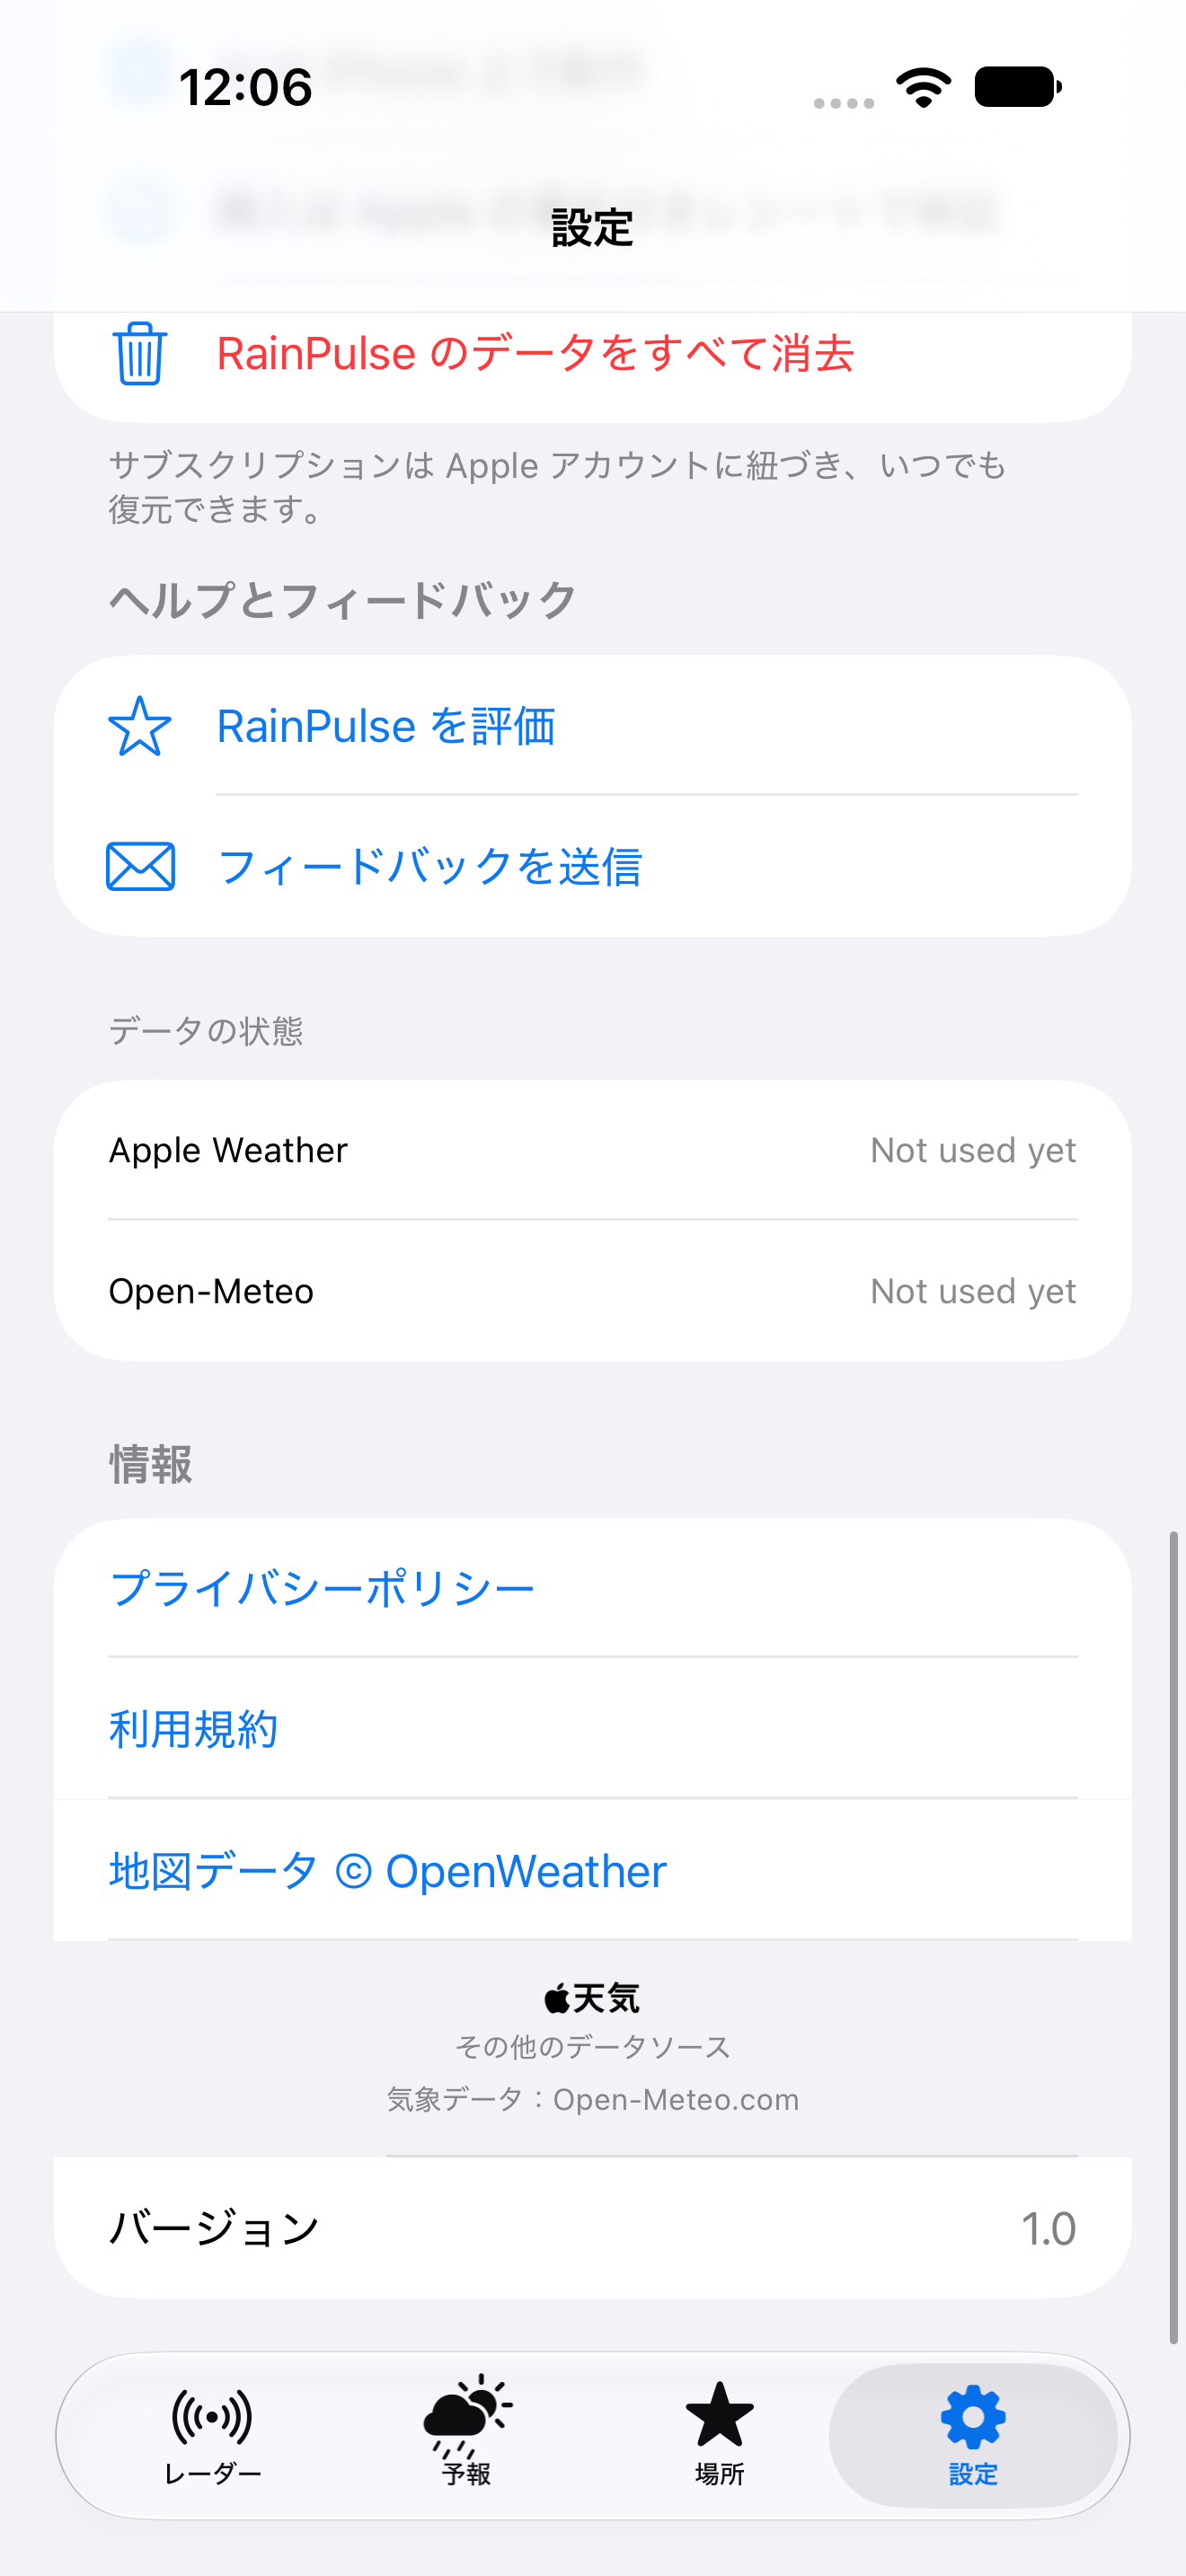 12:06
設定
RainPulse のデータをすべて消去
サブスクリプションは Apple アカウントに紐づき、いつでも
復元できます。
ヘルプとフィードバック
RainPulse を評価
フィードバックを送信
データの状態
Apple Weather
Not used yet
Open-Meteo
Not used yet
情報
プライバシーポリシー
利用規約
地図データ © OpenWeather
天気
その他のデータソース
気象データ：Open-Meteo.com
バージョン
1.0
レーダー
予報
場所
設定